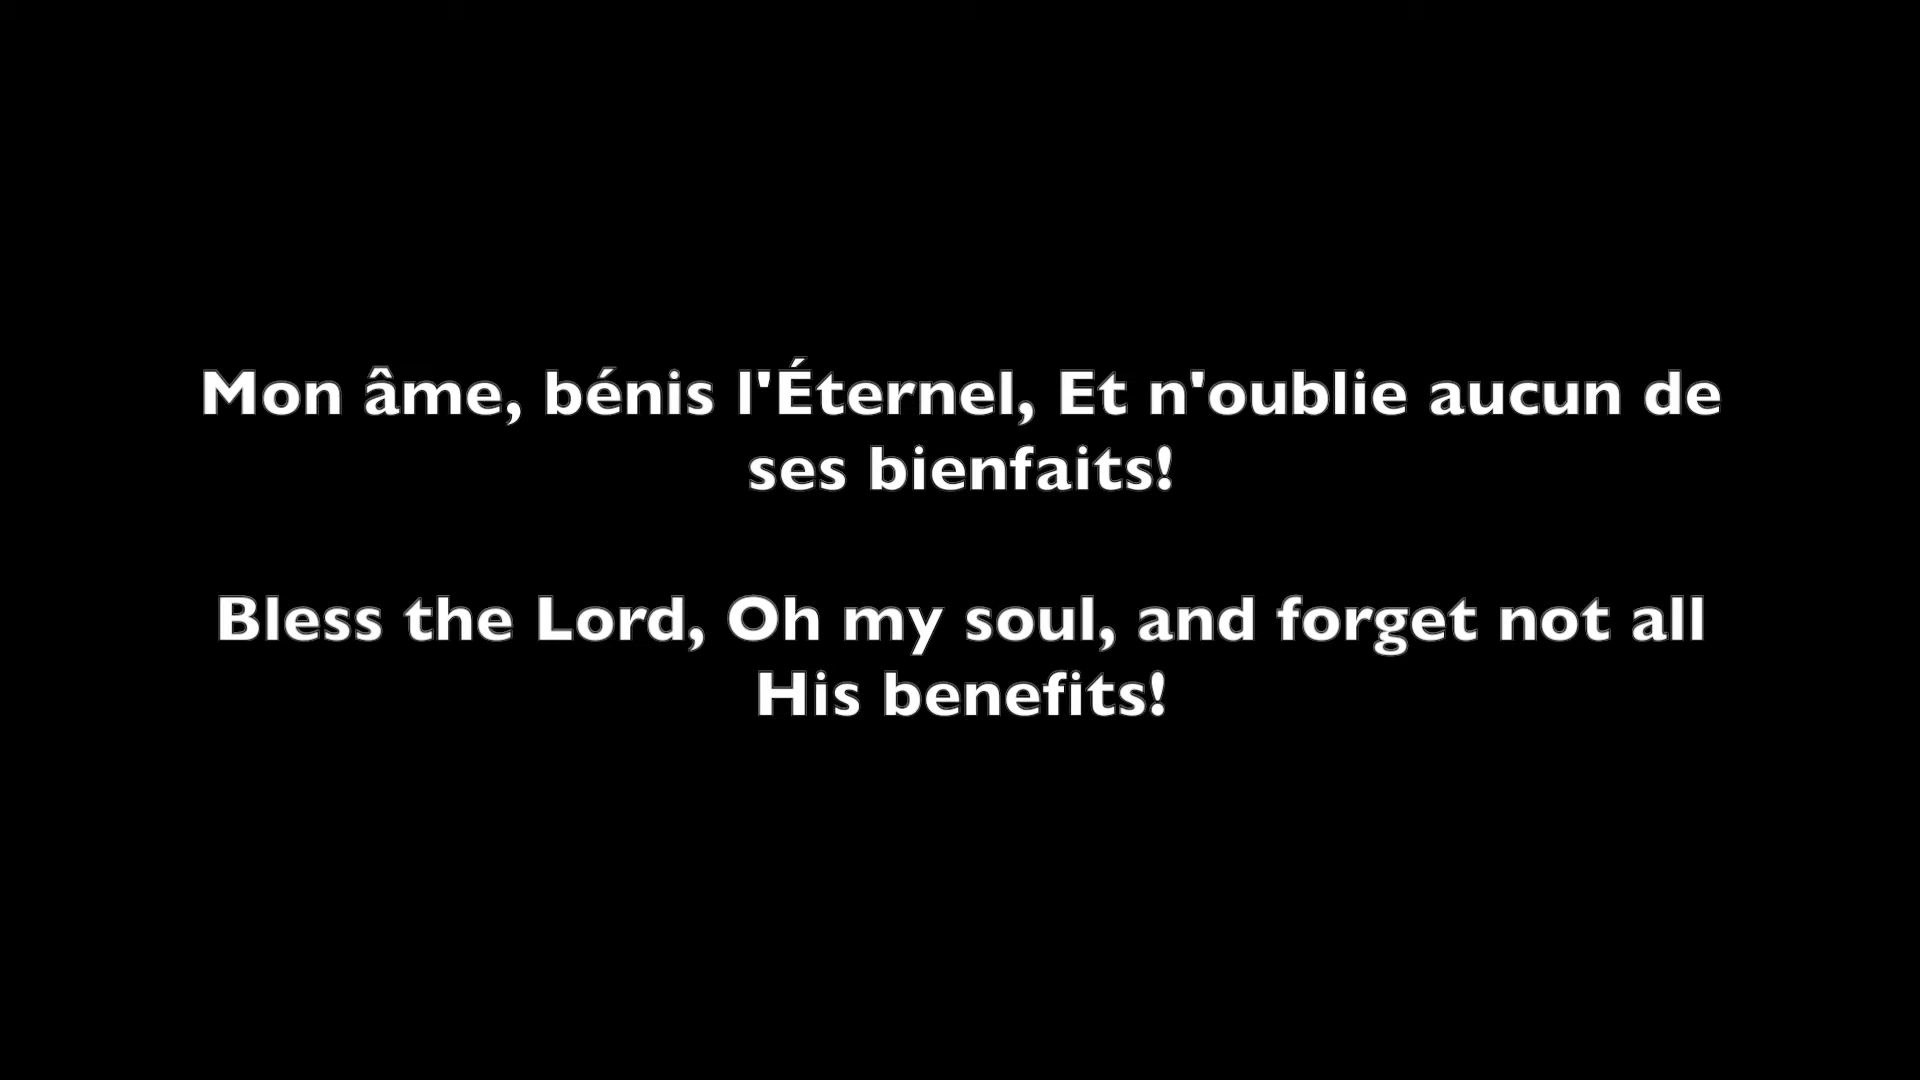 Mon âme, bénis l'Éternel, Et n'oublie aucun de
ses bienfaits!
Bless the Lord, Oh my soul, and forget not all
His benefits!